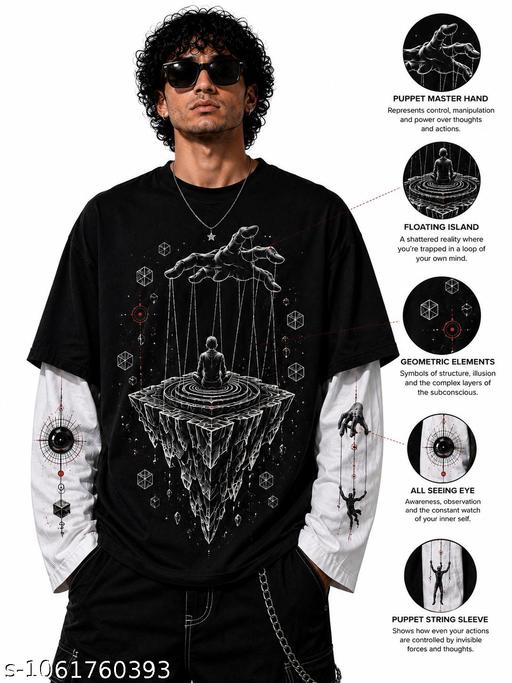 PUPPET MASTER HAND
Represents control, manipulation
and power over thoughts
and actions.
FLOATING ISLAND
A shattered reality where
you're trapped in a loop of
your own mind.
GEOMETRIC ELEMENTS
Symbols of structure, illusion
and the complex layers of
the subconscious.
ALL SEEING EYE
Awareness, observation
and the constant watch
of your inner self.
PUPPET STRING SLEEVE
Shows how even your actions
are controlled by invisible
forces and thoughts.
s-1061760393